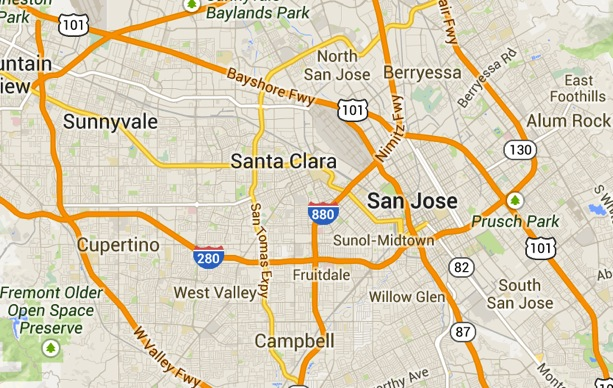 Park
101
Baylands Park
North
San Jose
Berryessa
Berryessa Rd
East
Foothills
Alum Rock
Bayshore Fwy
101
Nimitz Fwy
130
Sunnyvale
Santa Clara
San Jose
880
Prusch Park
101
San Tomas Expy
Cupertino
280
Sunol-Midtown
Fruitdale
82
Fremont Older
Open Space
Preserve
West Valley
Willow Glen
South
San Jose
W Valley Fwy
Campbell
87
101